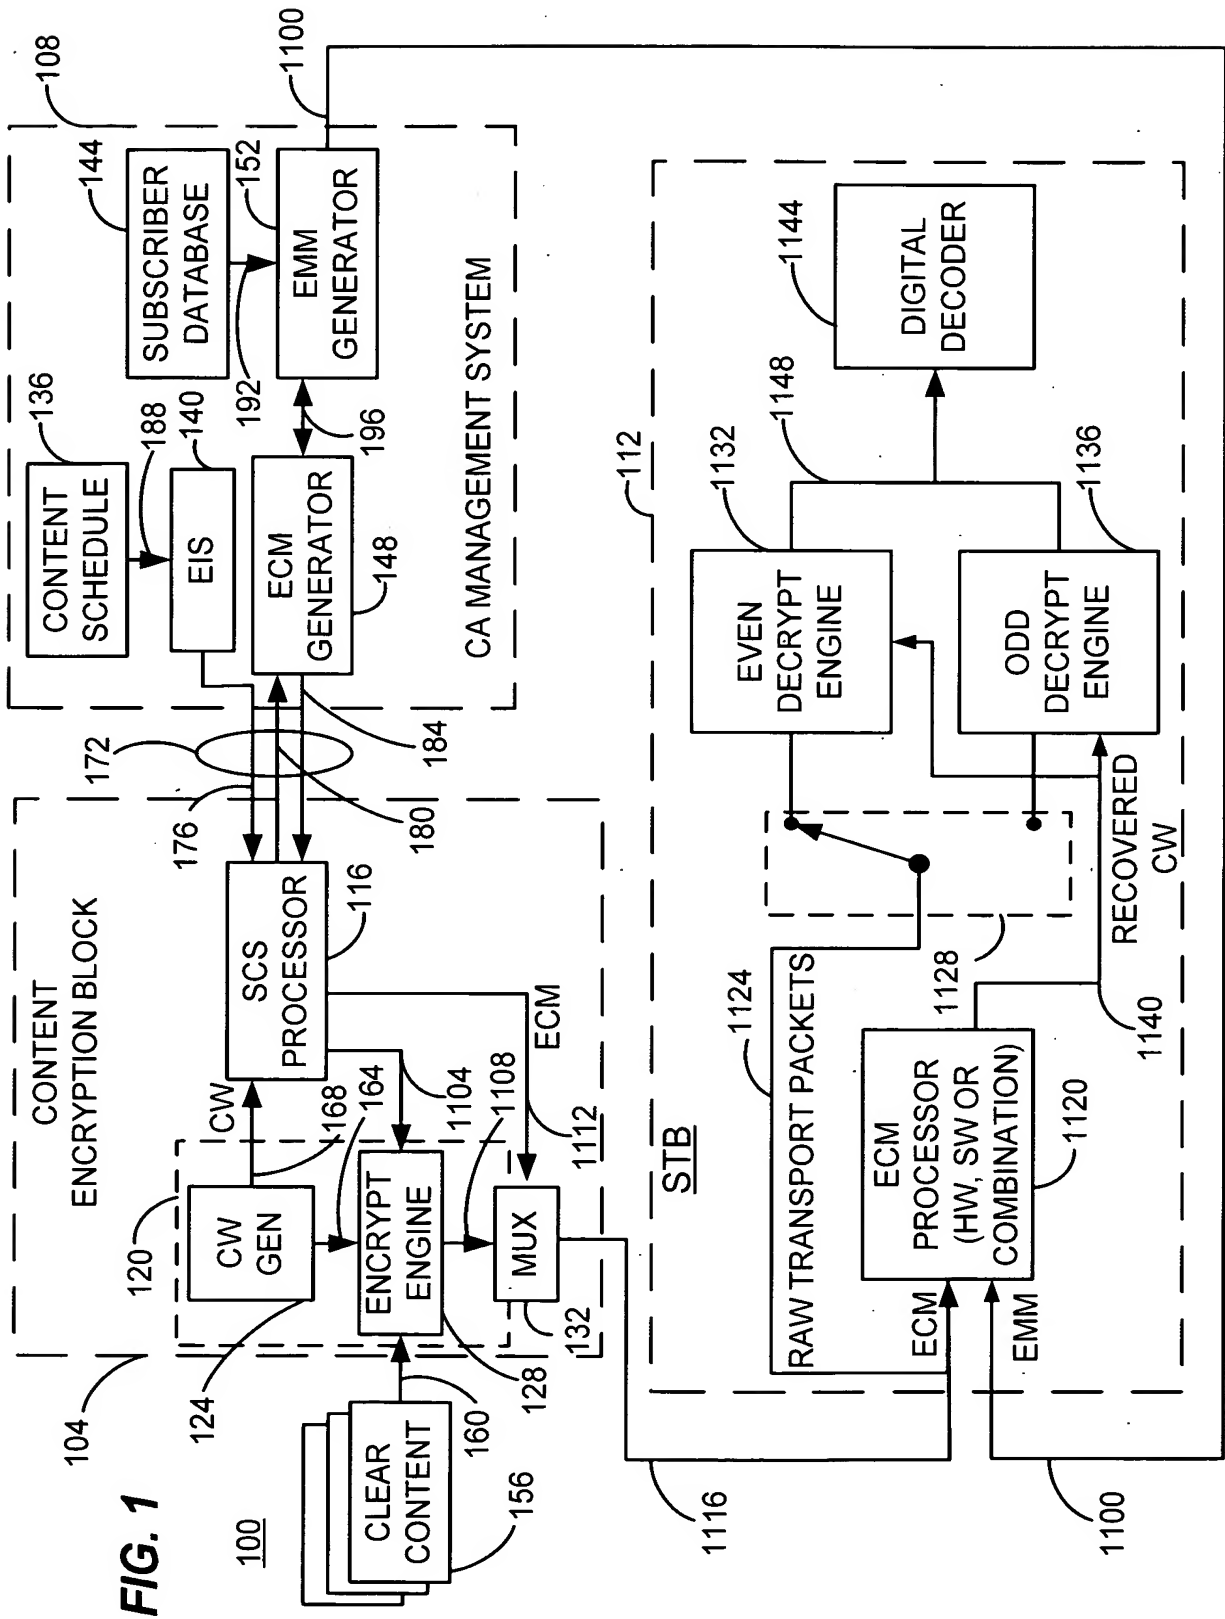 FIG. 1
100
104
CONTENT
ENCRYPTION BLOCK
120
CW
GEN
124
CW
168
164
SCS
PROCESSOR
116
ENCRYPT
ENGINE
128
1104
1108
MUX
132
ECM
1112
CLEAR
CONTENT
156
160
172
176
180
184
108
CONTENT
SCHEDULE
136
188
EIS
140
SUBSCRIBER
DATABASE
144
192
ECM
GENERATOR
148
196
EMM
GENERATOR
152
1100
CA MANAGEMENT SYSTEM
STB
112
1116
1100
RAW TRANSPORT PACKETS
1124
ECM
EMM
ECM
PROCESSOR
(HW, SW OR
COMBINATION)
1120
1128
RECOVERED
CW
1140
EVEN
DECRYPT
ENGINE
1132
ODD
DECRYPT
ENGINE
1136
1148
DIGITAL
DECODER
1144